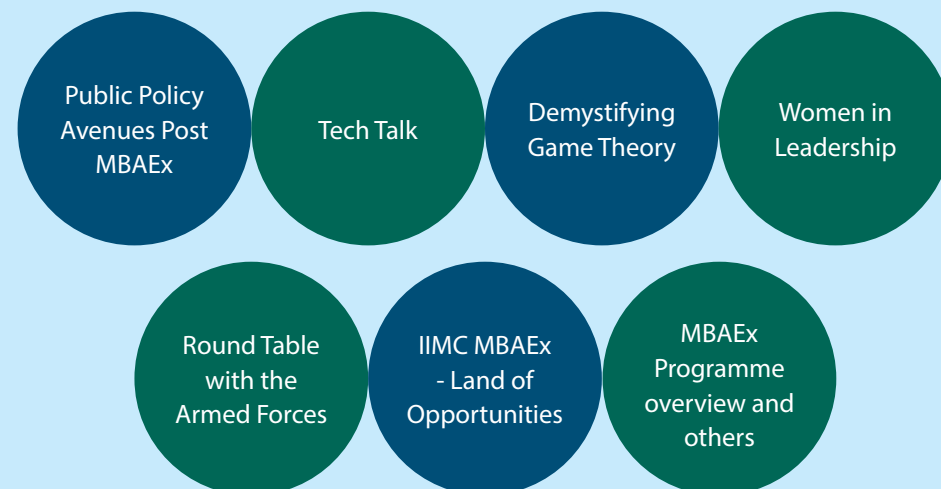 Public Policy
Avenues Post
MBAEx
Tech Talk
Demystifying
Game Theory
Women in
Leadership
Round Table
with the
Armed Forces
IIMC MBAEx
- Land of
Opportunities
MBAEx
Programme
overview and
others